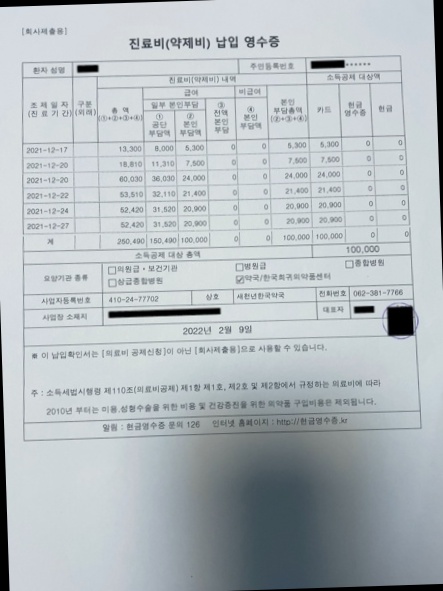 [회사제출용]
진료비(약제비) 납입 영수증
환자 성명 주민등록번호 ******
진료비(약제비) 내역 소득공제 대상액
조 제 일 자 (진 료 기 간) 구분 (외래) 총 액 (①+②+③+④) 급여 비급여 본인 부담총액 (②+③+④) 카드 현금 영수증 현금
일부 본인부담 ③ 전액 본인 부담 ④ 본인 부담액
① 공단 부담액 ② 본인 부담액
2021-12-17 13,300 8,000 5,300 0 0 5,300 5,300 0 0
2021-12-20 18,810 11,310 7,500 0 0 7,500 7,500 0 0
2021-12-20 60,030 36,030 24,000 0 0 24,000 24,000 0 0
2021-12-22 53,510 32,110 21,400 0 0 21,400 21,400 0 0
2021-12-24 52,420 31,520 20,900 0 0 20,900 20,900 0 0
2021-12-27 52,420 31,520 20,900 0 0 20,900 20,900 0 0
계 250,490 150,490 100,000 0 0 100,000 100,000 0 0
소득공제 대상 총액 100,000
요양기관 종류 □의원급·보건기관 □병원급 □종합병원
□상급종합병원 ☑약국/한국희귀의약품센터
사업자등록번호 410-24-77702 상호 새천년한국약국 전화번호 062-381-7766
사업장 소재지 대표자
2022년 2월 9일
※ 이 납입확인서는 [의료비 공제신청]이 아닌 [회사제출용]으로 사용할 수 있습니다.
주 : 소득세법시행령 제110조(의료비공제) 제1항 제1호, 제2호 및 제2항에서 규정하는 의료비에 따라
2010년 부터는 미용,성형수술을 위한 비용 및 건강증진을 위한 의약품 구입비용은 제외됩니다.
알림 : 현금영수증 문의 126 인터넷 홈페이지 : http://현금영수증.kr